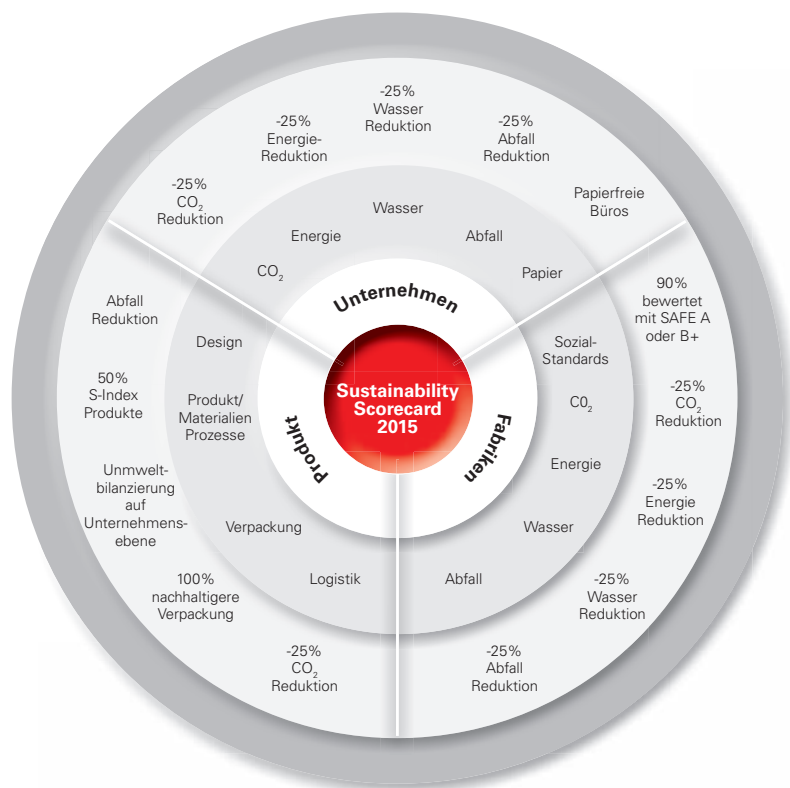 -25%
Wasser
Reduktion
-25%
Energie-
Reduktion
-25%
Abfall
Reduktion
-25%
CO2
Reduktion
Papierfreie
Büros
Wasser
Energie
Abfall
CO2
Papier
Unternehmen
90%
bewertet
mit SAFE A
oder B+
-25%
CO2
Reduktion
-25%
Energie
Reduktion
-25%
Wasser
Reduktion
-25%
Abfall
Reduktion
Sozial-
Standards
C02
Energie
Wasser
Abfall
Fabriken
Abfall
Reduktion
50%
S-Index
Produkte
Unmwelt-
bilanzierung
auf
Unternehmens-
ebene
100%
nachhaltigere
Verpackung
-25%
CO2
Reduktion
Design
Produkt/
Materialien
Prozesse
Verpackung
Logistik
Produkt
Sustainability
Scorecard
2015